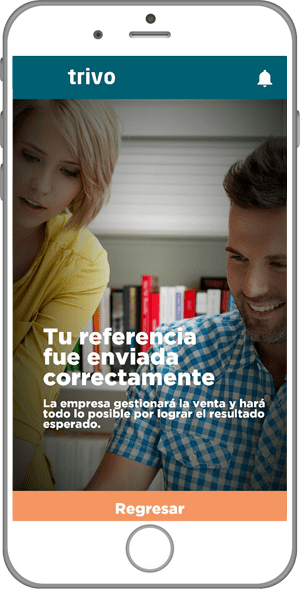 trivo
Tu referencia
fue enviada
correctamente
La empresa gestionará la venta y hará
todo lo posible por lograr el resultado
esperado.
Regresar